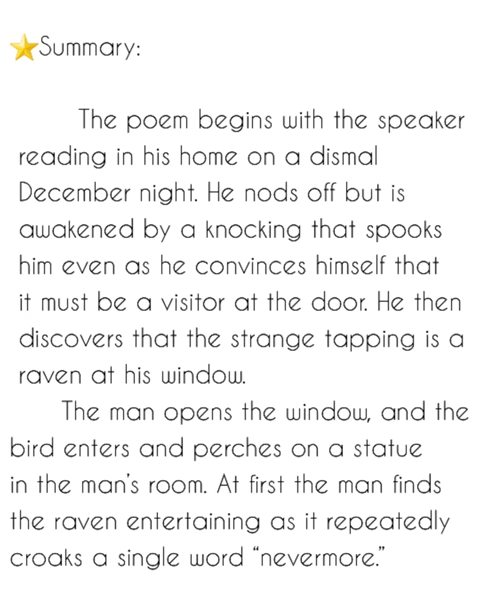 ⭐Summary:
The poem begins with the speaker
reading in his home on a dismal
December night. He nods off but is
awakened by a knocking that spooks
him even as he convinces himself that
it must be a visitor at the door. He then
discovers that the strange tapping is a
raven at his window.
The man opens the window, and the
bird enters and perches on a statue
in the man's room. At first the man finds
the raven entertaining as it repeatedly
croaks a single word “nevermore.”